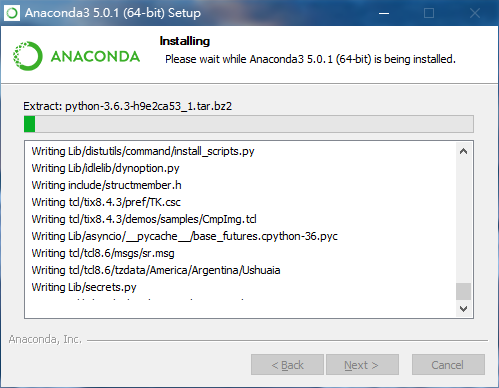 Anaconda3 5.0.1 (64-bit) Setup
ANACONDA
Installing
Please wait while Anaconda3 5.0.1 (64-bit) is being installed.
Extract: python-3.6.3-h9e2ca53_1.tar.bz2
Writing Lib/distutils/command/install_scripts.py
Writing Lib/idlelib/dynoption.py
Writing include/structmember.h
Writing tcl/tix8.4.3/pref/TK.csc
Writing tcl/tix8.4.3/demos/samples/CmpImg.tcl
Writing Lib/asyncio/__pycache__/base_futures.cpython-36.pyc
Writing tcl/tcl8.6/msgs/sr.msg
Writing tcl/tcl8.6/tzdata/America/Argentina/Ushuaia
Writing Lib/secrets.py
Anaconda, Inc.
< Back
Next >
Cancel